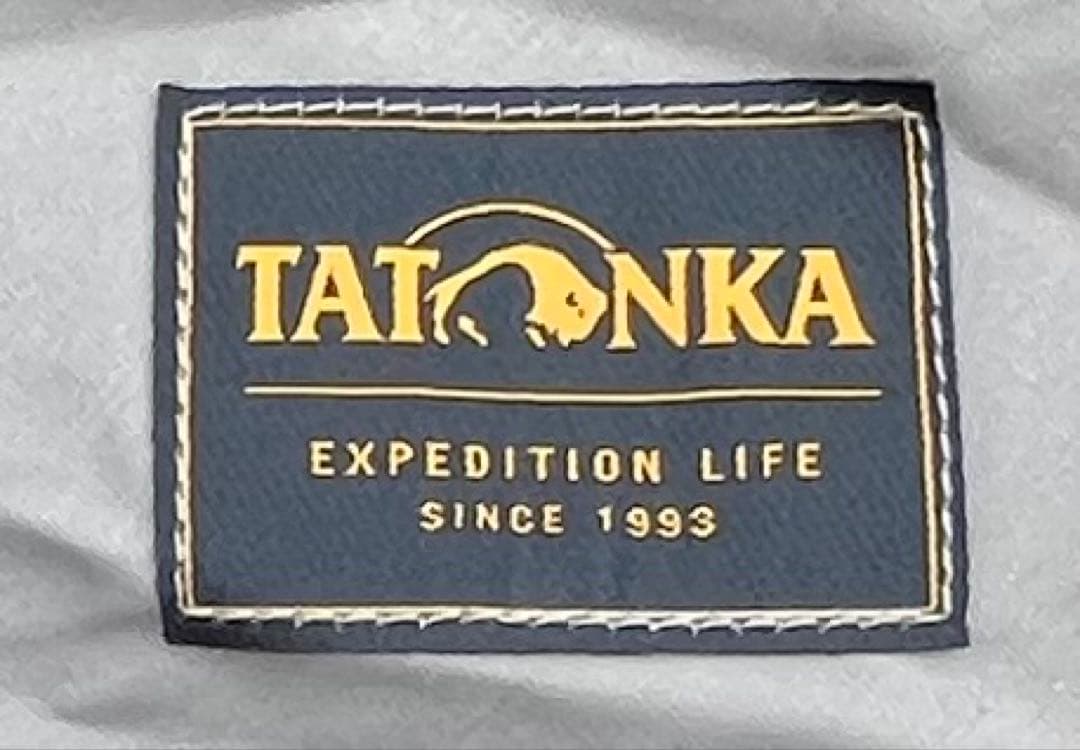 TATONKA
EXPEDITION LIFE
SINCE 1993